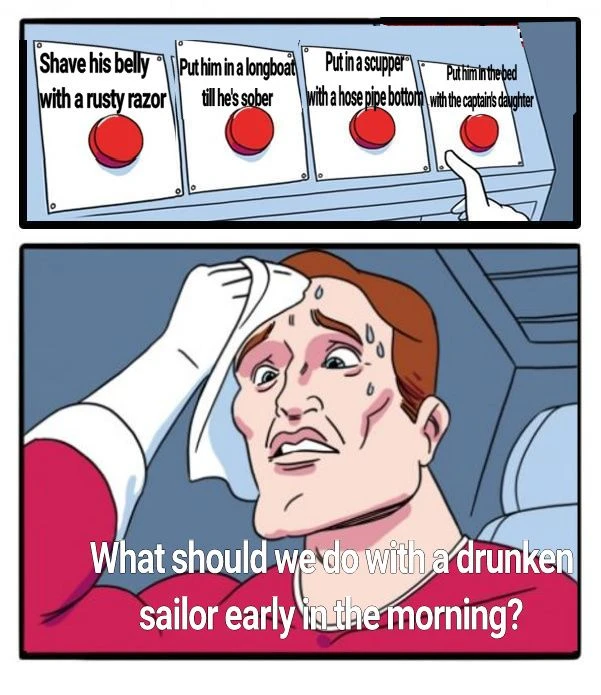 Shave his belly
with a rusty razor
Put him in a longboat
till he's sober
Put in a scupper
with a hose pipe bottom
Put him in the bed
with the captain's daughter
What should we do with a drunken
sailor early in the morning?